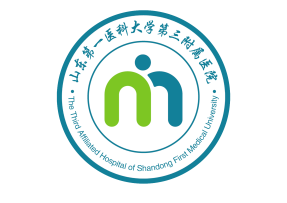 山东第一医科大学第三附属医院
The Third Affiliated Hospital of Shandong First Medical University